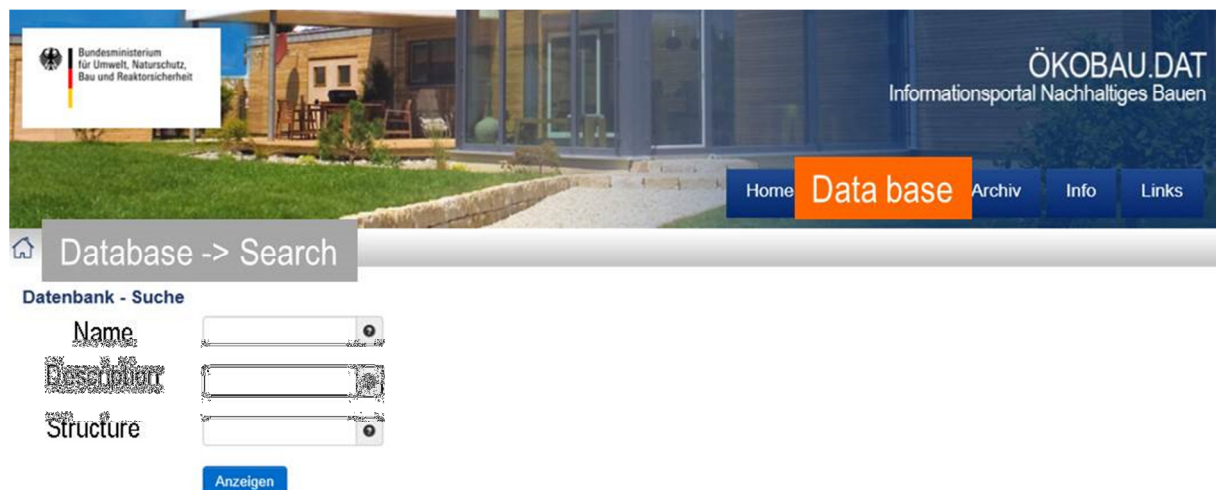 Bundesministerium
für Umwelt, Naturschutz,
Bau und Reaktorsicherheit
ÖKOBAU.DAT
Informationsportal Nachhaltiges Bauen
Home Data base Archiv Info Links
Database -> Search
Datenbank - Suche
Name
Description
Structure
Anzeigen